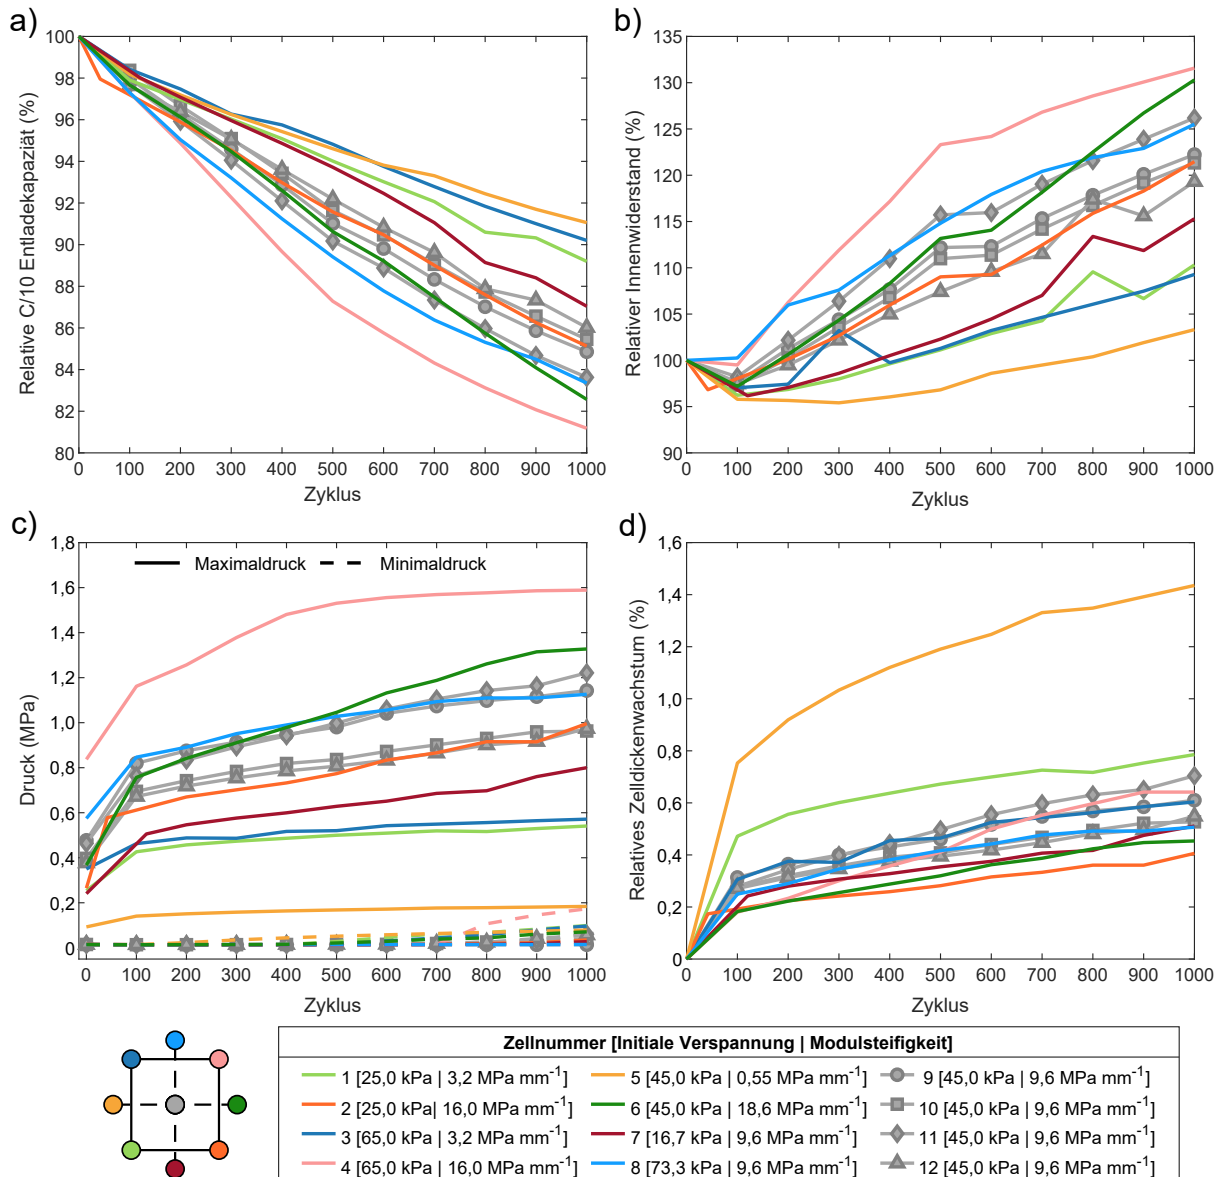 a)
100
98
96
94
92
90
88
86
84
82
80
Relative C/10 Entladekapaziät (%)
0 100 200 300 400 500 600 700 800 900 1000
Zyklus
b)
135
130
125
120
115
110
105
100
95
90
Relativer Innenwiderstand (%)
0 100 200 300 400 500 600 700 800 900 1000
Zyklus
c)
1,8
1,6
1,4
1,2
1,0
0,8
0,6
0,4
0,2
0
Druck (MPa)
Maximaldruck Minimaldruck
0 100 200 300 400 500 600 700 800 900 1000
Zyklus
d)
1,6
1,4
1,2
1,0
0,8
0,6
0,4
0,2
0
Relatives Zelldickenwachstum (%)
0 100 200 300 400 500 600 700 800 900 1000
Zyklus
Zellnummer [Initiale Verspannung | Modulsteifigkeit]
1 [25,0 kPa | 3,2 MPa mm⁻¹]
2 [25,0 kPa| 16,0 MPa mm⁻¹]
3 [65,0 kPa | 3,2 MPa mm⁻¹]
4 [65,0 kPa | 16,0 MPa mm⁻¹]
5 [45,0 kPa | 0,55 MPa mm⁻¹]
6 [45,0 kPa | 18,6 MPa mm⁻¹]
7 [16,7 kPa | 9,6 MPa mm⁻¹]
8 [73,3 kPa | 9,6 MPa mm⁻¹]
9 [45,0 kPa | 9,6 MPa mm⁻¹]
10 [45,0 kPa | 9,6 MPa mm⁻¹]
11 [45,0 kPa | 9,6 MPa mm⁻¹]
12 [45,0 kPa | 9,6 MPa mm⁻¹]